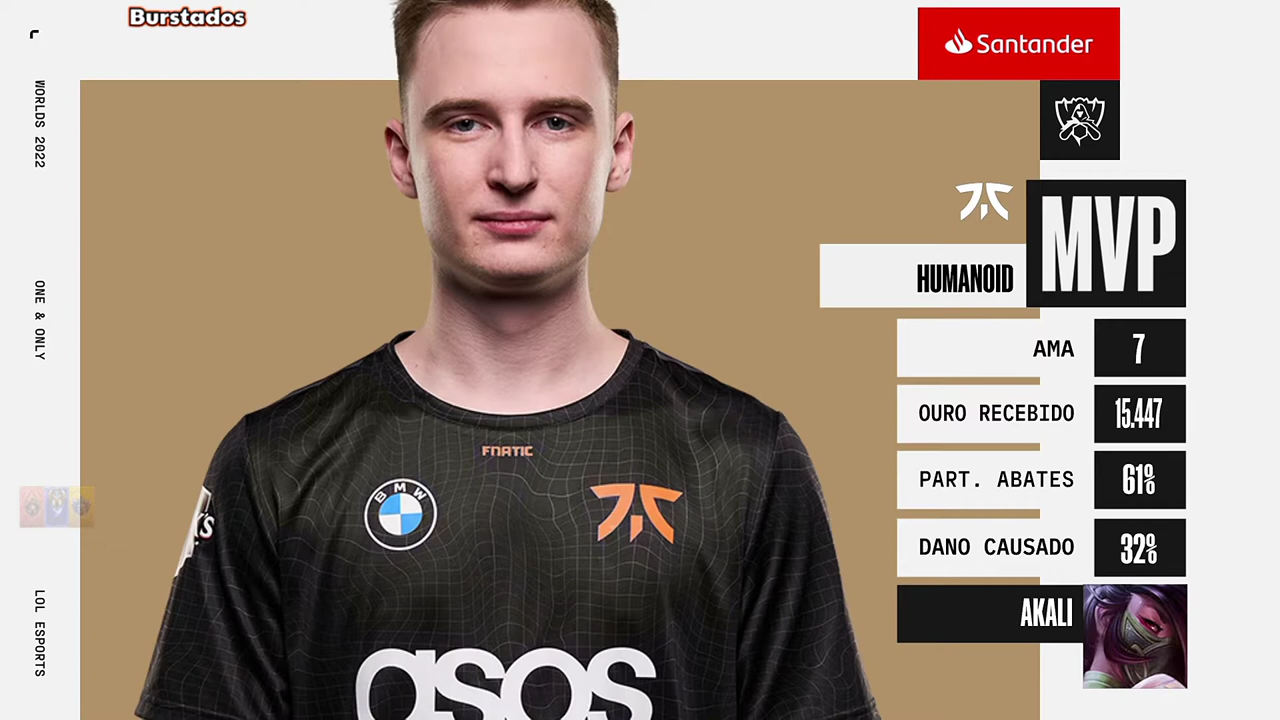 Burstados
Santander
WORLDS 2022
ONE & ONLY
LOL ESPORTS
MVP
HUMANOID
AMA 7
OURO RECEBIDO 15.447
PART. ABATES 61%
DANO CAUSADO 32%
AKALI
FNATIC
BMW
asos